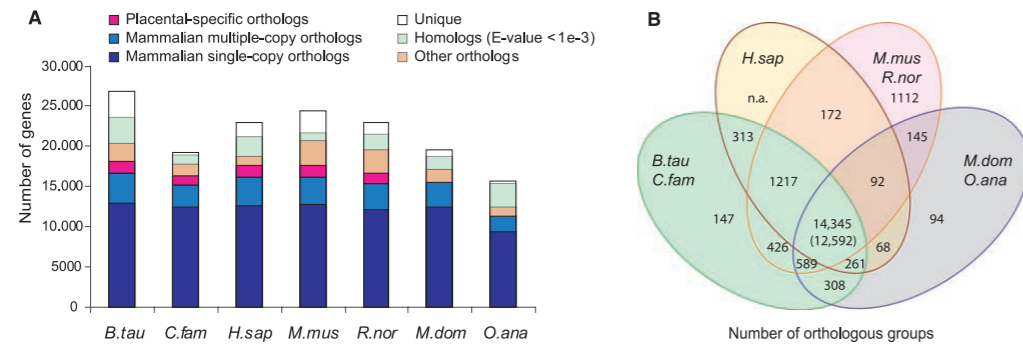 A
Placental-specific orthologs
Mammalian multiple-copy orthologs
Mammalian single-copy orthologs
Unique
Homologs (E-value <1e-3)
Other orthologs
Number of genes
30.000
25,000
20,000
15,000
10.000
5000
0
B.tau C.fam H.sap M.mus R.nor M.dom O.ana
B
H.sap
M.mus
R.nor
n.a.
1112
172
313
145
B.tau
C.fam
M.dom
O.ana
1217
92
147
14,345
(12,592)
94
426
68
589
261
308
Number of orthologous groups